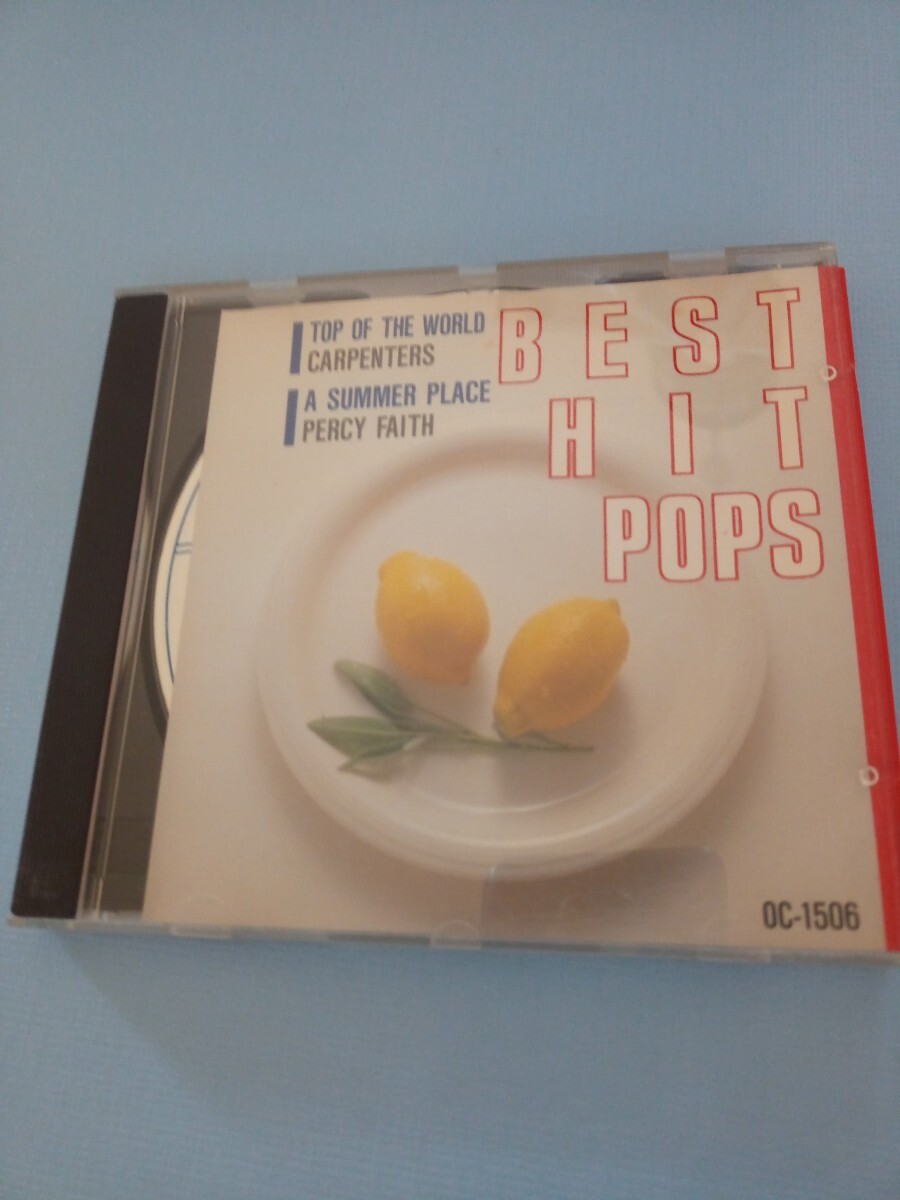 TOP OF THE WORLD
CARPENTERS
A SUMMER PLACE
PERCY FAITH
BEST
HIT
POPS
OC-1506